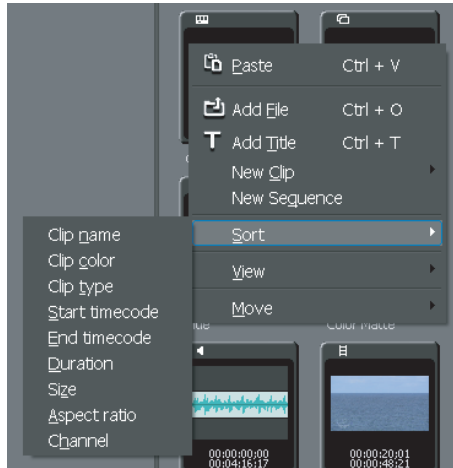 Paste Ctrl + V
Add File Ctrl + O
Add Title Ctrl + T
New Clip
New Sequence
Sort
View
Move
Clip name
Clip color
Clip type
Start timecode
End timecode
Duration
Size
Aspect ratio
Channel
Color Matte
00:00:00;00
00:04:16;17
00:00:20;01
00:00:48;21